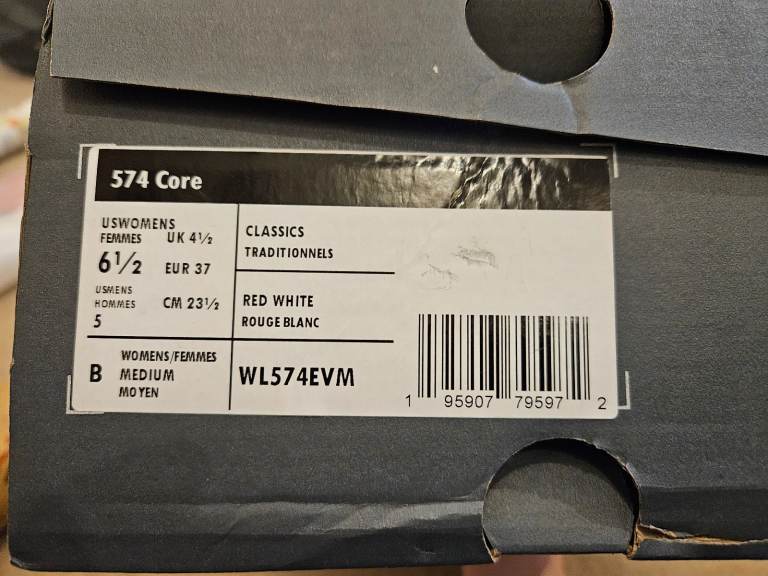 574 Core
USWOMENS
FEMMES UK 4½
6½ EUR 37
USMENS
HOMMES CM 23½
5
CLASSICS
TRADITIONNELS
RED WHITE
ROUGE BLANC
B WOMENS/FEMMES
MEDIUM
MOYEN
WL574EVM
1 95907 79597 2